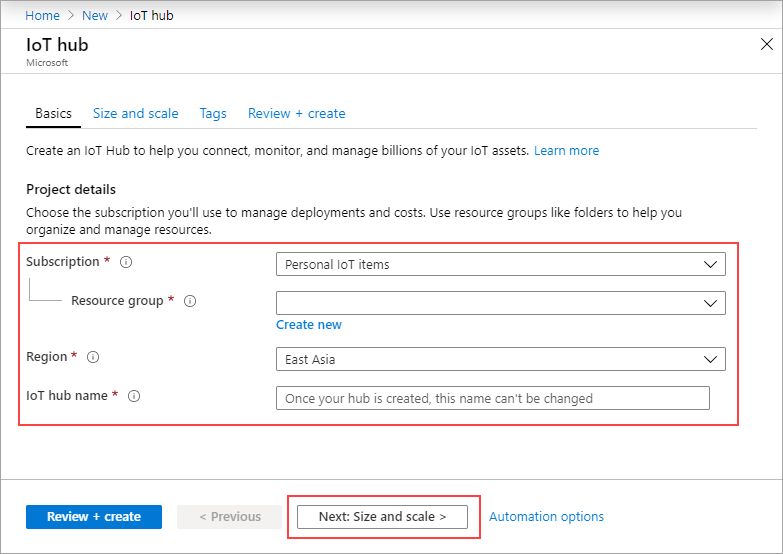 Home > New > IoT hub
IoT hub
Microsoft
Basics Size and scale Tags Review + create
Create an IoT Hub to help you connect, monitor, and manage billions of your IoT assets. Learn more
Project details
Choose the subscription you'll use to manage deployments and costs. Use resource groups like folders to help you
organize and manage resources.
Subscription * Personal IoT items
Resource group *
Create new
Region * East Asia
IoT hub name * Once your hub is created, this name can't be changed
Review + create < Previous Next: Size and scale > Automation options